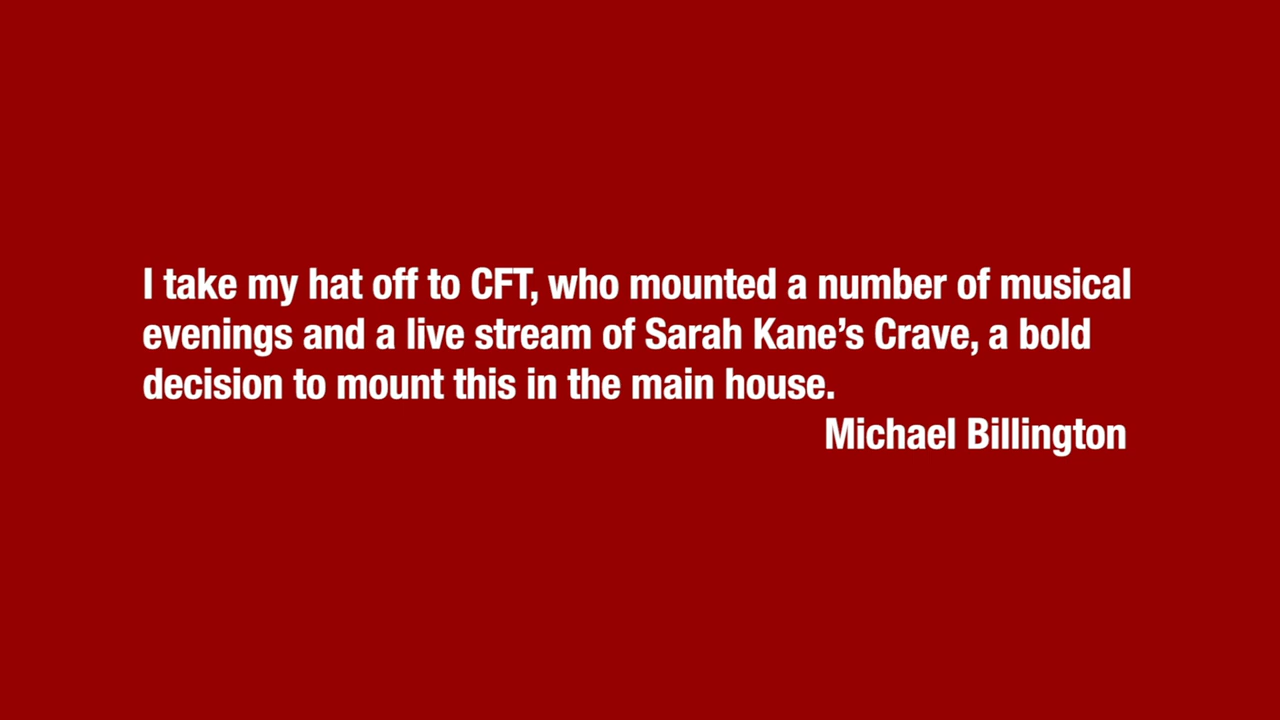 I take my hat off to CFT, who mounted a number of musical
evenings and a live stream of Sarah Kane’s Crave, a bold
decision to mount this in the main house.
Michael Billington